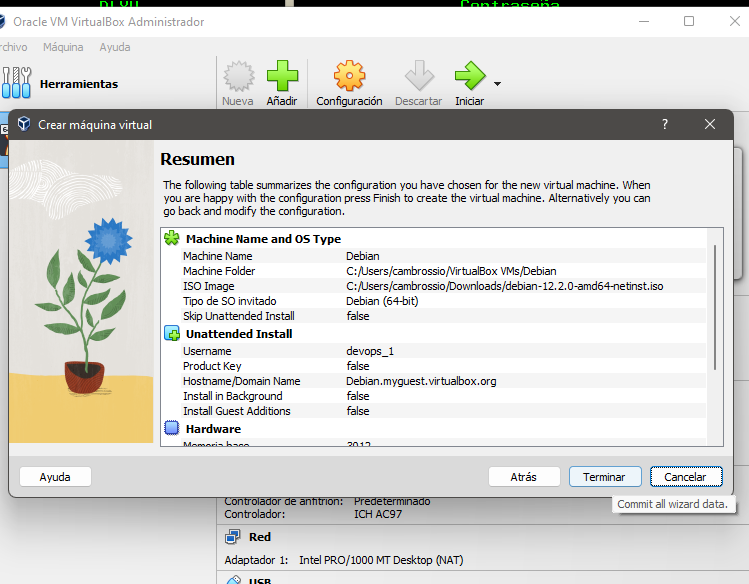 Contraseña
Oracle VM VirtualBox Administrador
rchivo Máquina Ayuda
Herramientas
Nueva Añadir Configuración Descartar Iniciar
Crear máquina virtual ?
Resumen
The following table summarizes the configuration you have chosen for the new virtual machine. When
you are happy with the configuration press Finish to create the virtual machine. Alternatively you can
go back and modify the configuration.
Machine Name and OS Type
Machine Name Debian
Machine Folder C:/Users/cambrossio/VirtualBox VMs/Debian
ISO Image C:/Users/cambrossio/Downloads/debian-12.2.0-amd64-netinst.iso
Tipo de SO invitado Debian (64-bit)
Skip Unattended Install false
Unattended Install
Username devops_1
Product Key false
Hostname/Domain Name Debian.myguest.virtualbox.org
Install in Background false
Install Guest Additions false
Hardware
Memoria base 3012
Ayuda Atrás Terminar Cancelar
Commit all wizard data.
Controlador de anfitrión: Predeterminado
Controlador: ICH AC97
Red
Adaptador 1: Intel PRO/1000 MT Desktop (NAT)
USB